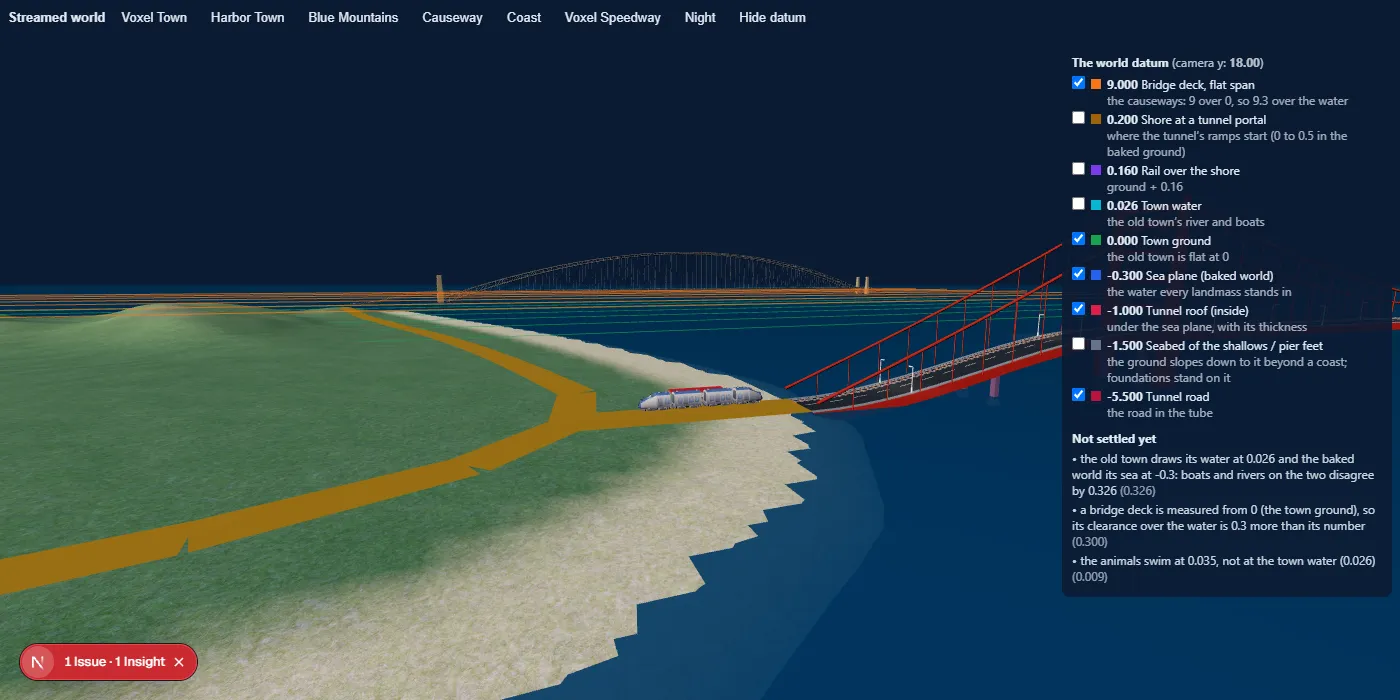 Streamed world Voxel Town Harbor Town Blue Mountains Causeway Coast Voxel Speedway Night Hide datum
The world datum (camera y: 18.00)
9.000 Bridge deck, flat span
the causeways: 9 over 0, so 9.3 over the water
0.200 Shore at a tunnel portal
where the tunnel's ramps start (0 to 0.5 in the
baked ground)
0.160 Rail over the shore
ground + 0.16
0.026 Town water
the old town's river and boats
0.000 Town ground
the old town is flat at 0
-0.300 Sea plane (baked world)
the water every landmass stands in
-1.000 Tunnel roof (inside)
under the sea plane, with its thickness
-1.500 Seabed of the shallows / pier feet
the ground slopes down to it beyond a coast;
foundations stand on it
-5.500 Tunnel road
the road in the tube
Not settled yet
• the old town draws its water at 0.026 and the baked
world its sea at -0.3: boats and rivers on the two disagree
by 0.326 (0.326)
• a bridge deck is measured from 0 (the town ground), so
its clearance over the water is 0.3 more than its number
(0.300)
• the animals swim at 0.035, not at the town water (0.026)
(0.009)
N 1 Issue · 1 Insight ×